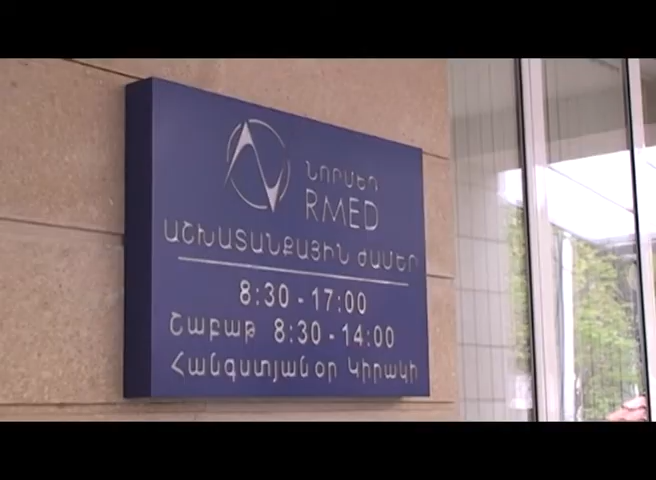 ՆՈՐՄԵԴ
RMED
ԱՇԽԱՏԱՆՔԱՅԻՆ ԺԱՄԵՐ
8:30 - 17:00
ՇԱԲԱԹ 8:30 - 14:00
ՀԱՆԳՍՏՅԱՆ ՕՐ ԿԻՐԱԿԻ